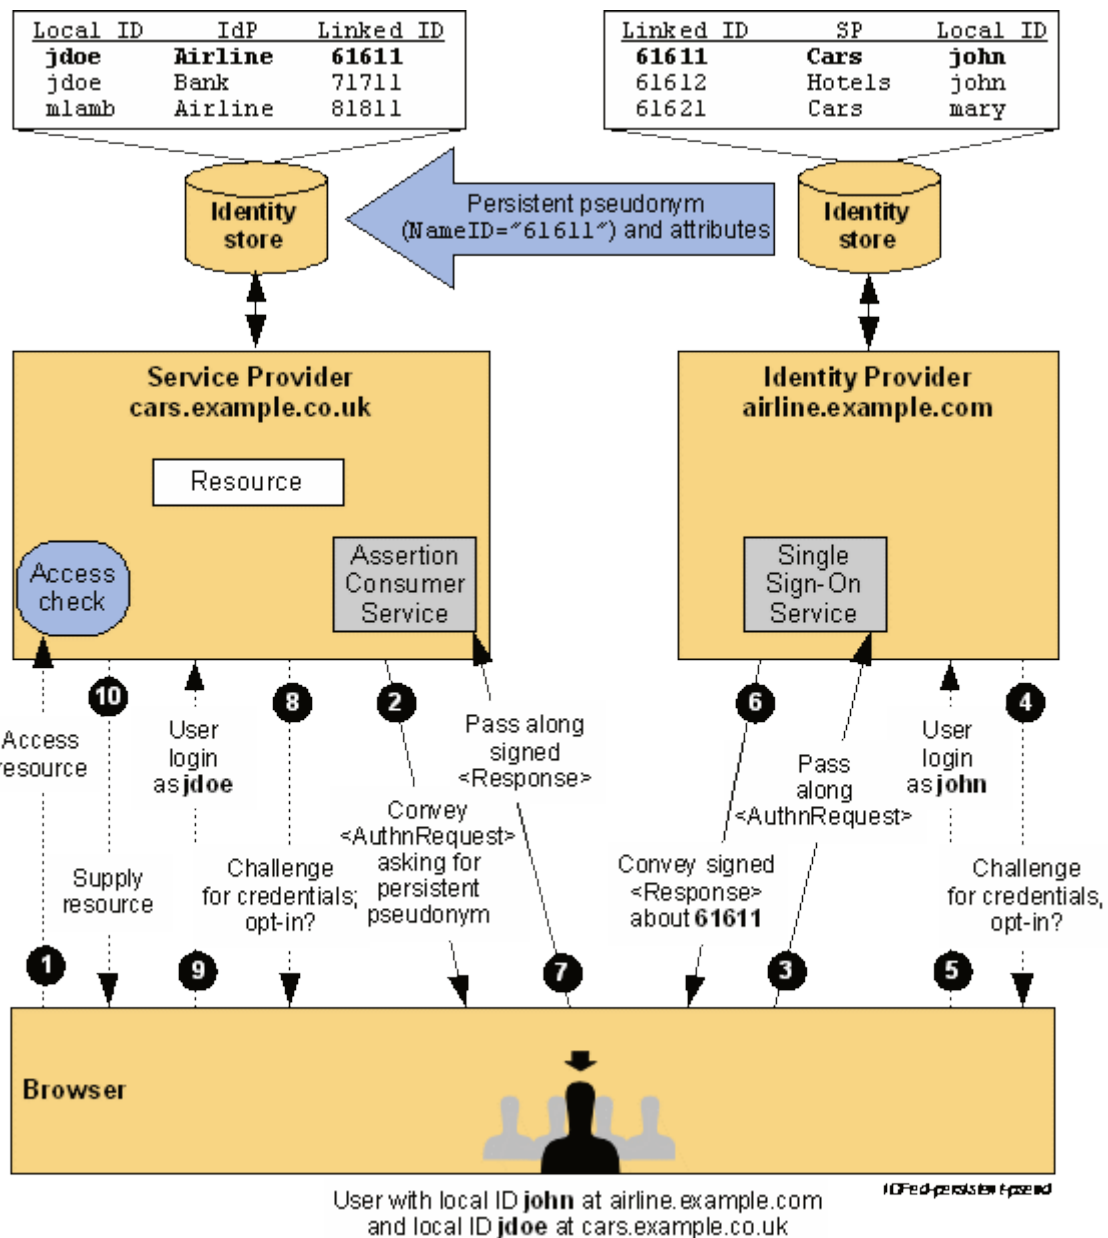 Local ID IdP Linked ID
jdoe Airline 61611
jdoe Bank 71711
mlamb Airline 81811
Linked ID SP Local ID
61611 Cars john
61612 Hotels john
61621 Cars mary
Identity
store
Persistent pseudonym
(NameID="61611") and attributes
Identity
store
Service Provider
cars.example.co.uk
Resource
Access
check
Assertion
Consumer
Service
Identity Provider
airline.example.com
Single
Sign-On
Service
1
Access
resource
10
Supply
resource
9
User
login
as jdoe
8
Challenge
for credentials;
opt-in?
2
Convey
<AuthnRequest>
asking for
persistent
pseudonym
7
Pass along
signed
<Response>
6
Convey signed
<Response>
about 61611
3
Pass
along
<AuthnRequest>
5
User
login
as john
4
Challenge
for credentials,
opt-in?
Browser
User with local ID john at airline.example.com
and local ID jdoe at cars.example.co.uk